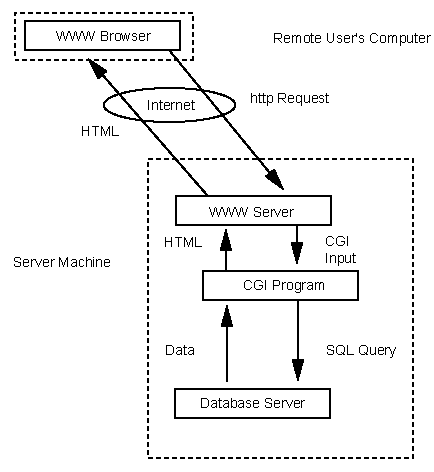 WWW Browser
Remote User's Computer
Internet
http Request
HTML
WWW Server
HTML
CGI
Input
Server Machine
CGI Program
Data
SQL Query
Database Server